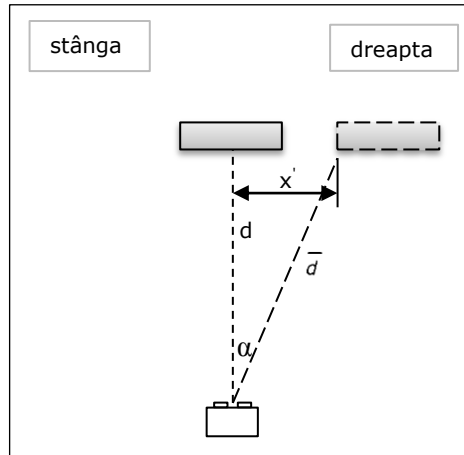 stânga
dreapta
x'
d
d̅
α